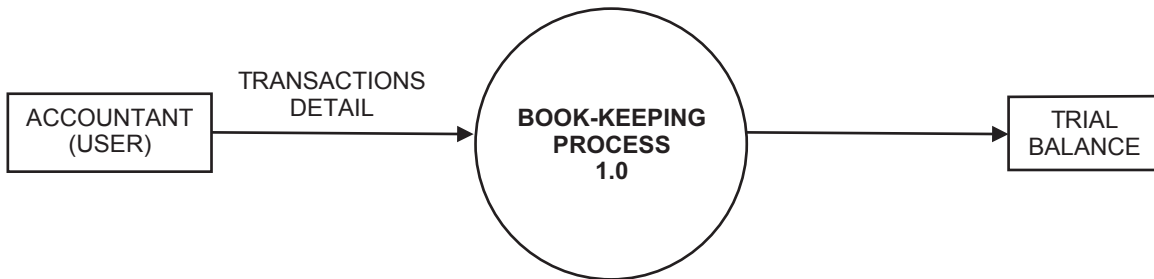 ACCOUNTANT
(USER)
TRANSACTIONS
DETAIL
BOOK-KEEPING
PROCESS
1.0
TRIAL
BALANCE